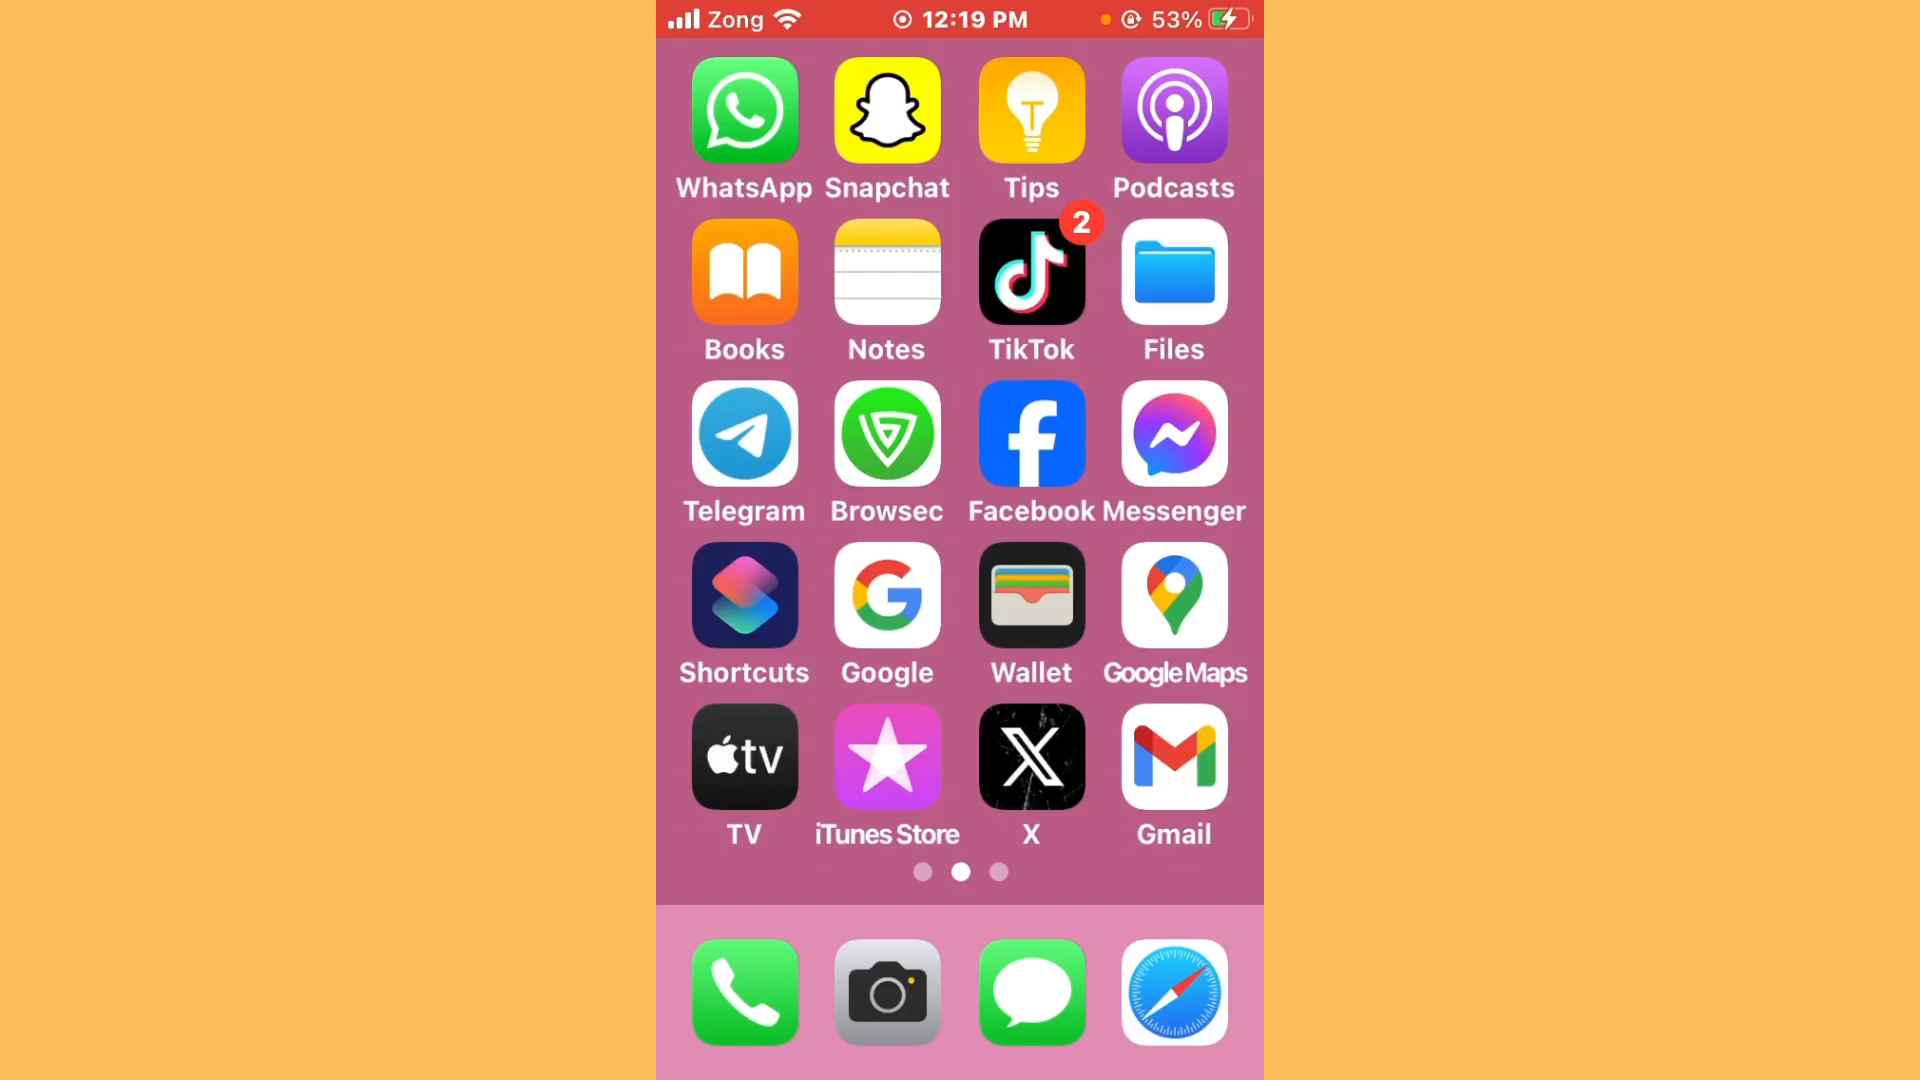 Zong 12:19 PM 53%
WhatsApp Snapchat Tips Podcasts
2
Books Notes TikTok Files
Telegram Browsec Facebook Messenger
Shortcuts Google Wallet Google Maps
tv
TV iTunes Store X Gmail